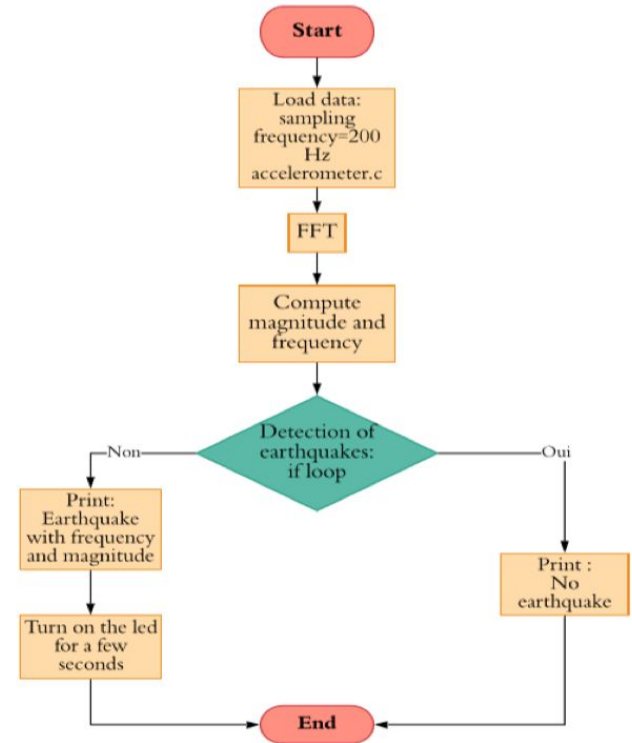 Start
Load data:
sampling
frequency=200
Hz
accelerometer.c
FFT
Compute
magnitude and
frequency
Detection of
earthquakes:
if loop
Non
Oui
Print:
Earthquake
with frequency
and magnitude
Print :
No
earthquake
Turn on the led
for a few
seconds
End